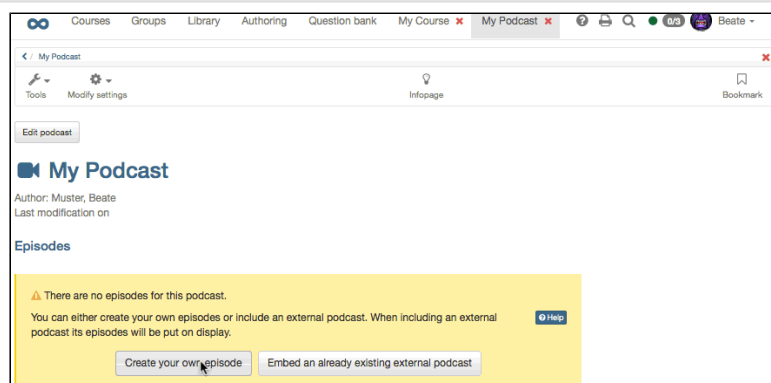 Courses Groups Library Authoring Question bank My Course My Podcast 0/3 Beate
/ My Podcast
Tools Modify settings Infopage Bookmark
Edit podcast
My Podcast
Author: Muster, Beate
Last modification on
Episodes
There are no episodes for this podcast.
You can either create your own episodes or include an external podcast. When including an external
podcast its episodes will be put on display.
Help
Create your own episode Embed an already existing external podcast